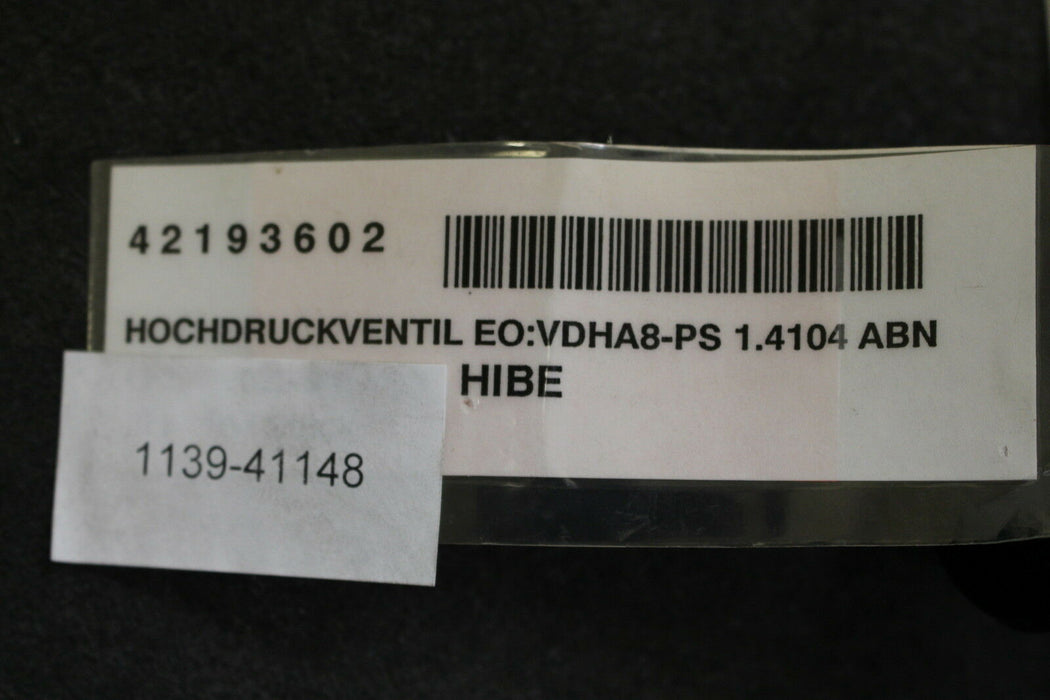 42193602
HOCHDRUCKVENTIL EO:VDHA8-PS 1.4104 ABN
HIBE
1139-41148